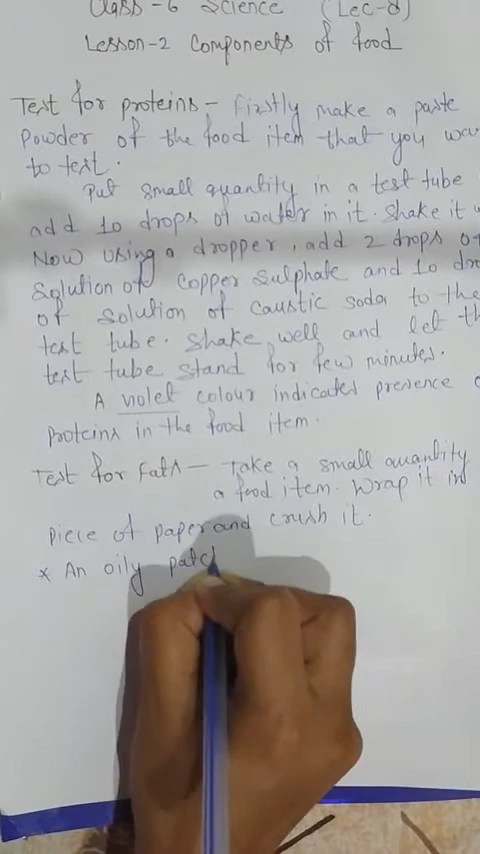 Class-6 Science (Lec-8)
Lesson-2 Components of food
Test for proteins - Firstly make a paste
Powder of the food item that you
to test.
Put small quantity in a test tube
add 10 drops of water in it. Shake it
Now using a dropper, add 2 drops of
Solution of Copper Sulphate and 10
of solution of caustic soda to the
test tube. Shake well and let
test tube stand for few minutes.
A violet colour indicates presence
Proteins in the food item.
Test for Fats - Take a small quantity
a food item. Wrap it in
Piece of paper and crush it.
* An oily patc